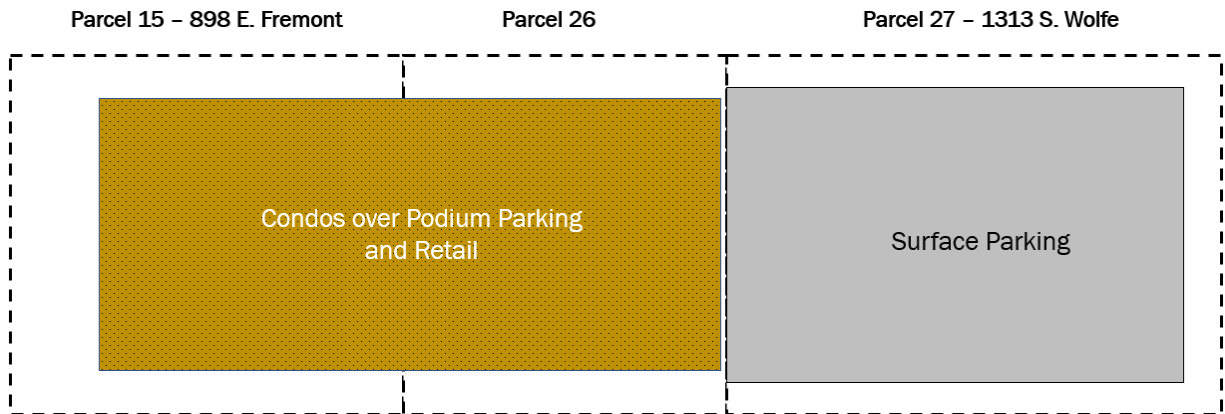 Parcel 15 – 898 E. Fremont
Parcel 26
Parcel 27 – 1313 S. Wolfe
Condos over Podium Parking
and Retail
Surface Parking